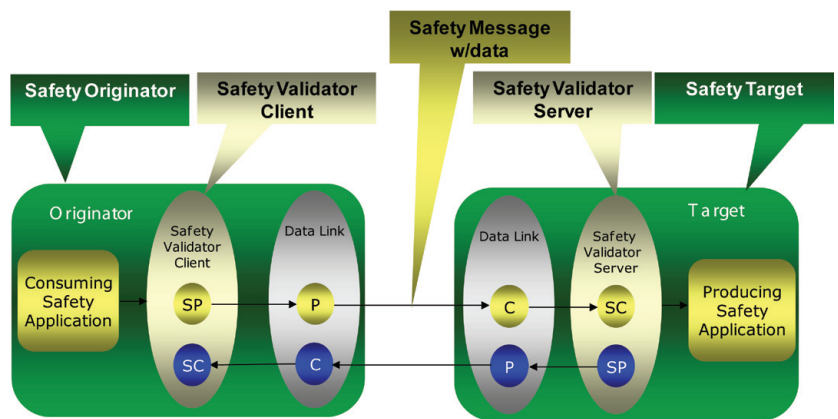 Safety Message
w/data
Safety Originator
Safety Validator
Client
Safety Validator
Server
Safety Target
Originator
Target
Safety
Validator
Client
Data Link
Data Link
Safety
Validator
Server
Consuming
Safety
Application
SP
P
C
SC
Producing
Safety
Application
SC
C
P
SP